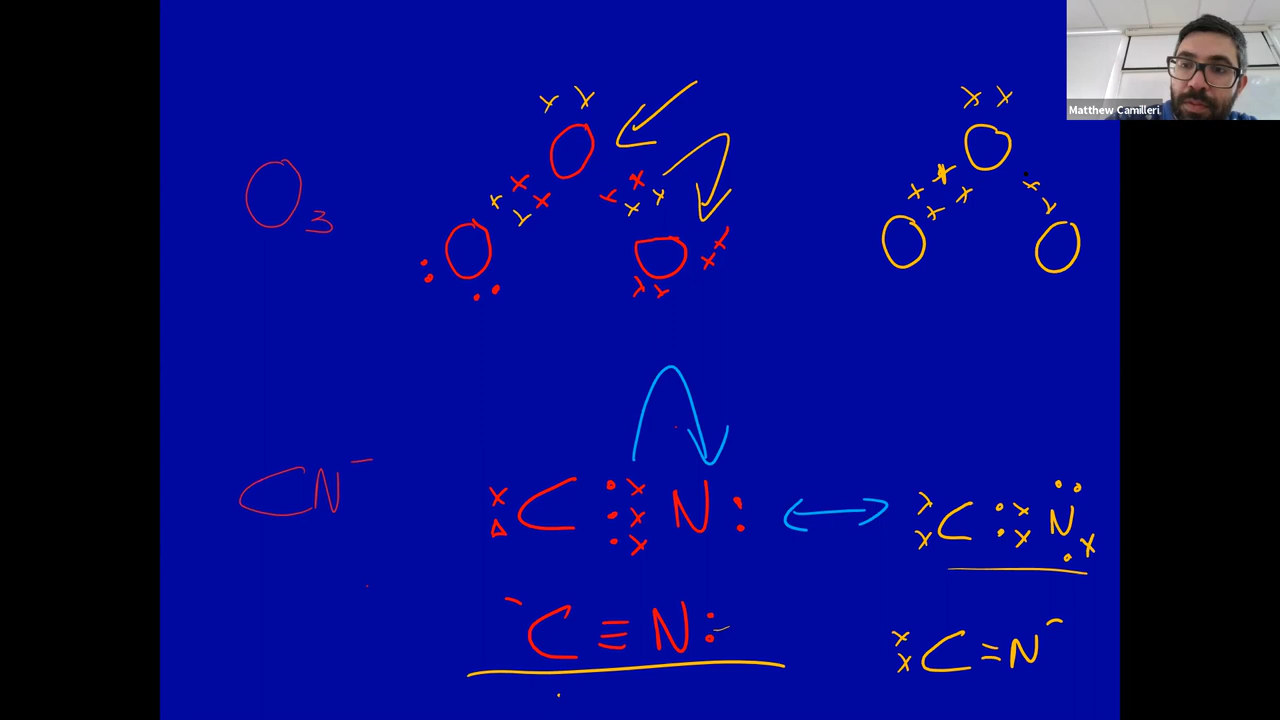 Matthew Camilleri
x x
O
x x
O
O₃
x x
x x
x x
x x
O
O
x x
x x
x x
x x
x x
O
O
CN⁻
x
Δ
C
: x
: x
: x
N :
↔
x
x
C
: x
: x
N
⁻C ≡ N:
x
x
C = N⁻